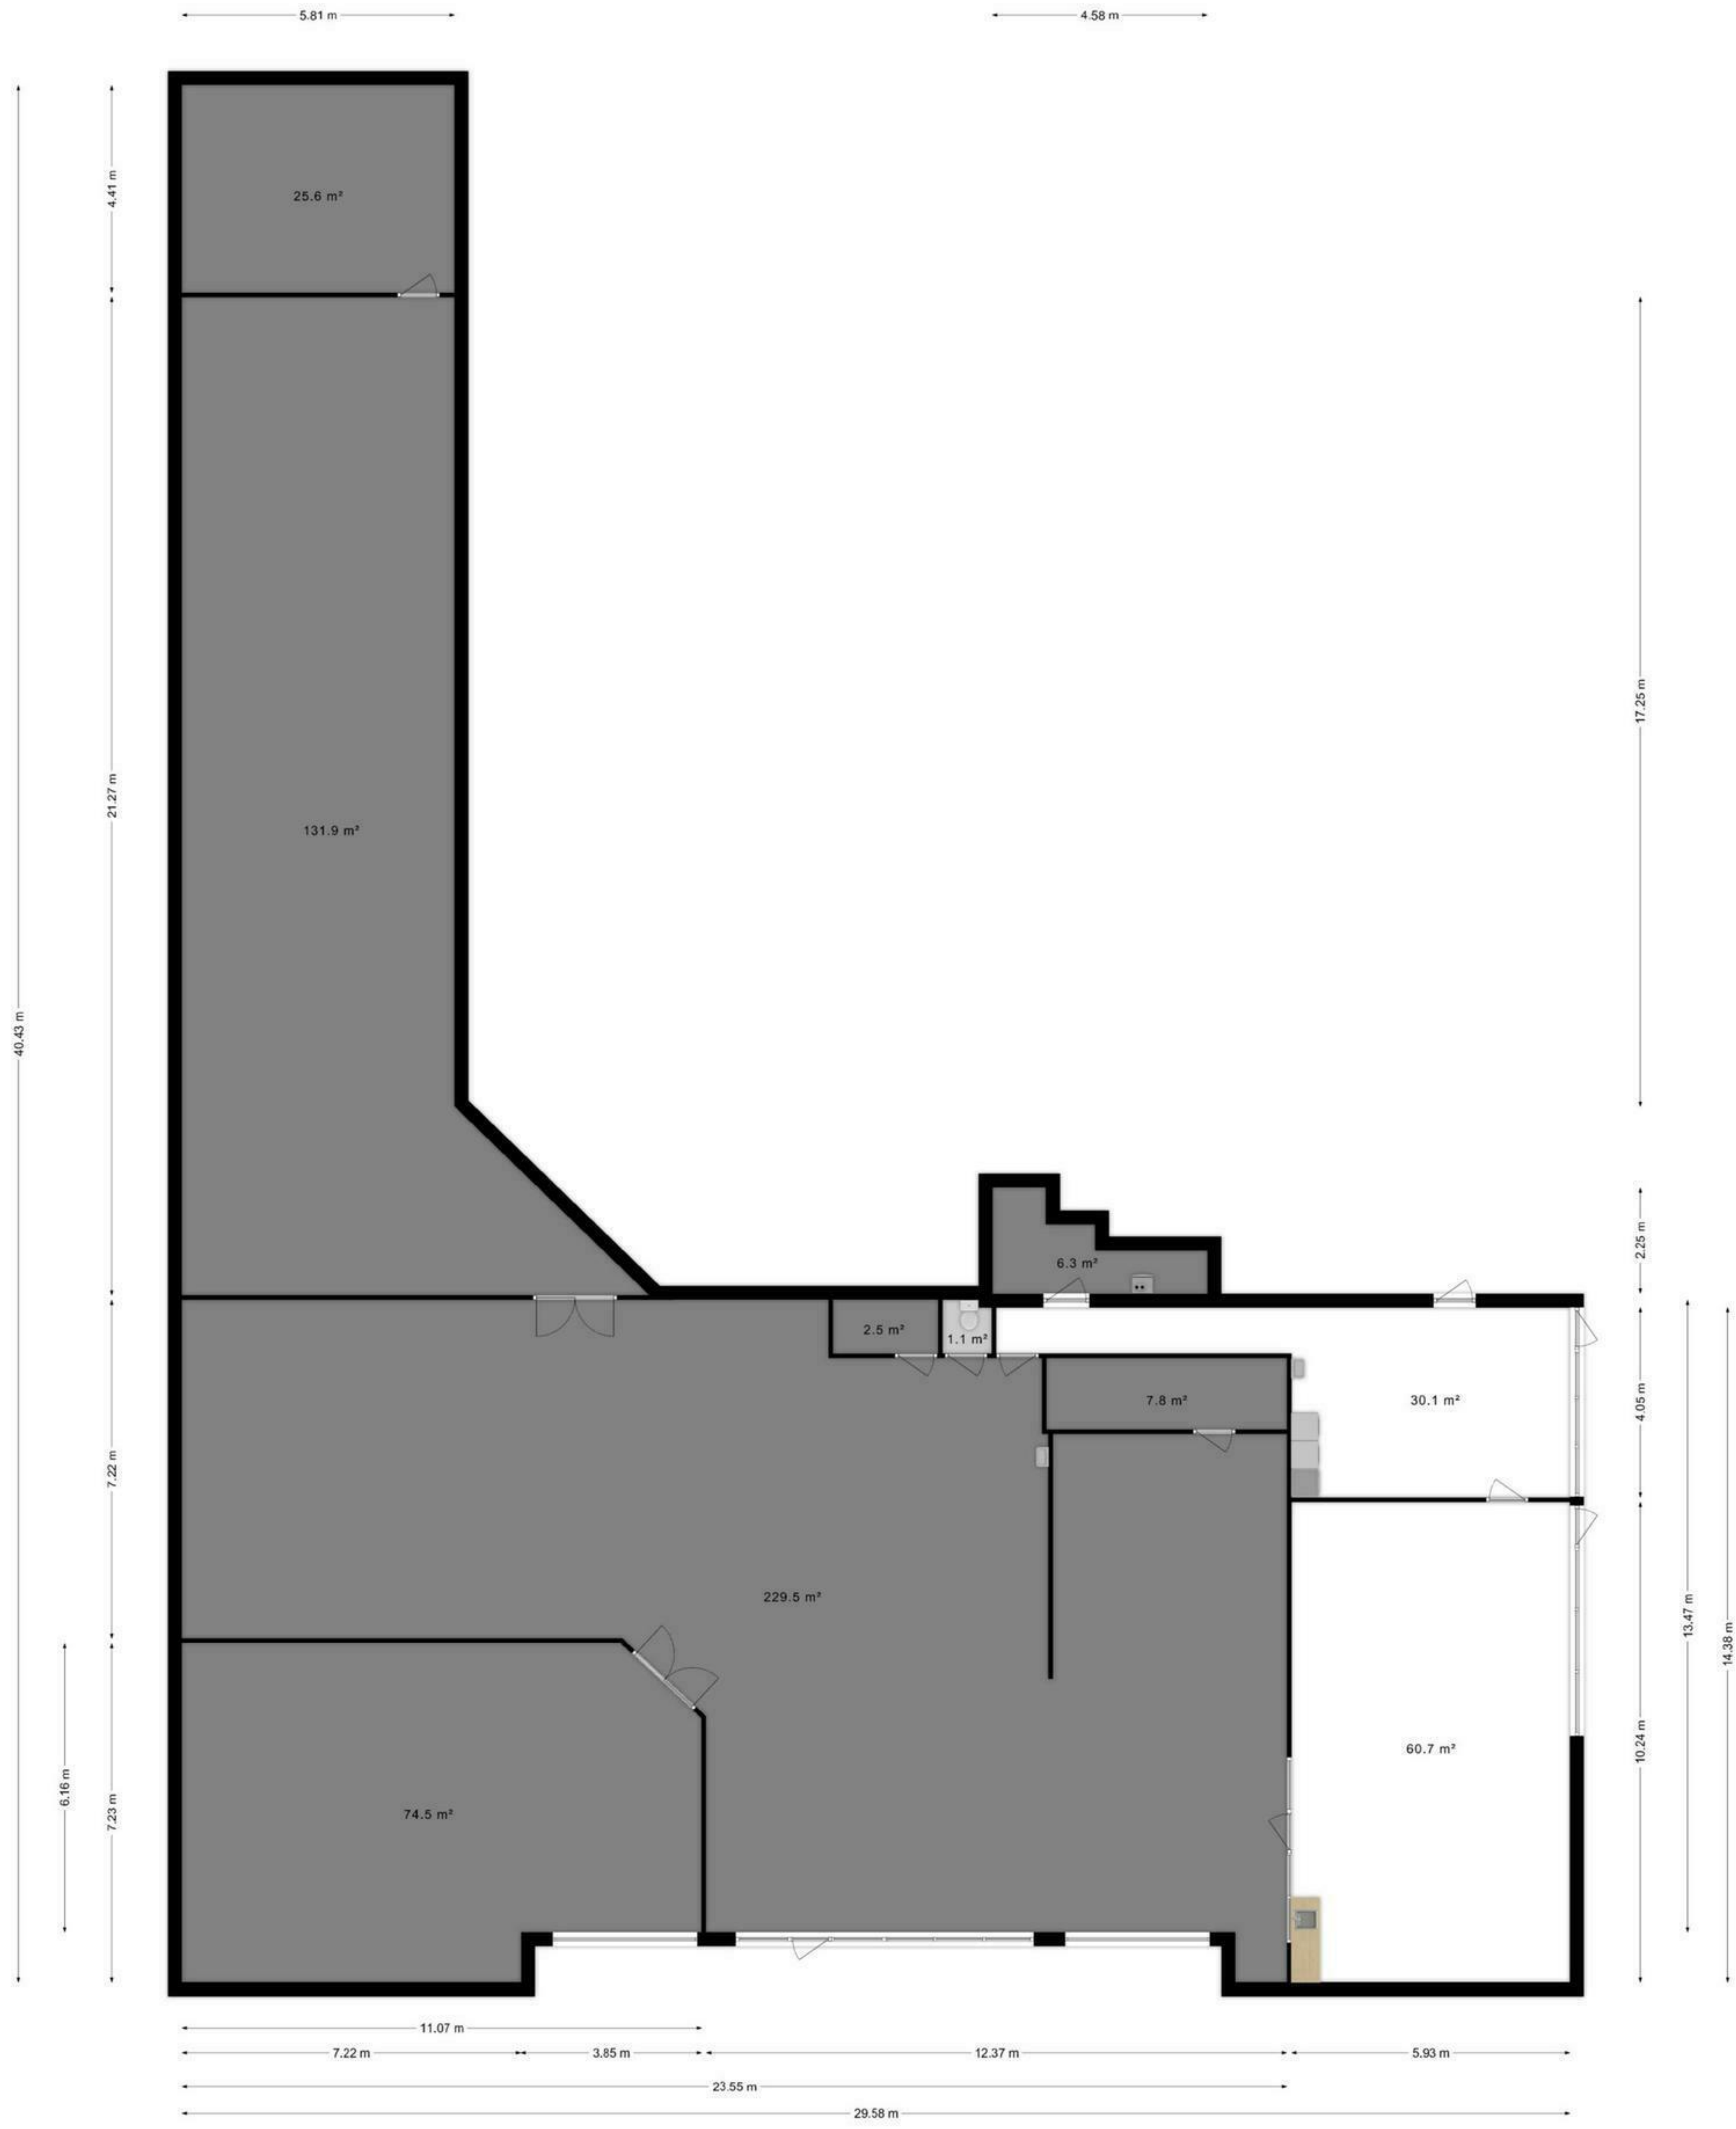 5.81 m
4.58 m
4.41 m
25.6 m²
17.25 m
21.27 m
131.9 m²
40.43 m
2.25 m
6.3 m²
2.5 m²
1.1 m²
7.8 m²
30.1 m²
4.05 m
7.22 m
229.5 m²
13.47 m
14.38 m
10.24 m
60.7 m²
6.16 m
7.23 m
74.5 m²
11.07 m
7.22 m
3.85 m
12.37 m
5.93 m
23.55 m
29.58 m